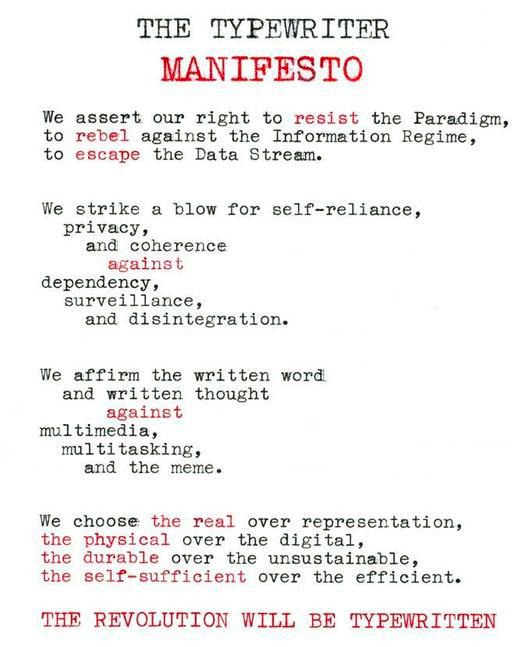 THE TYPEWRITER
MANIFESTO
We assert our right to resist the Paradigm,
to rebel against the Information Regime,
to escape the Data Stream.
We strike a blow for self-reliance,
privacy,
and coherence
against
dependency,
surveillance,
and disintegration.
We affirm the written word
and written thought
against
multimedia,
multitasking,
and the meme.
We choose the real over representation,
the physical over the digital,
the durable over the unsustainable,
the self-sufficient over the efficient.
THE REVOLUTION WILL BE TYPEWRITTEN